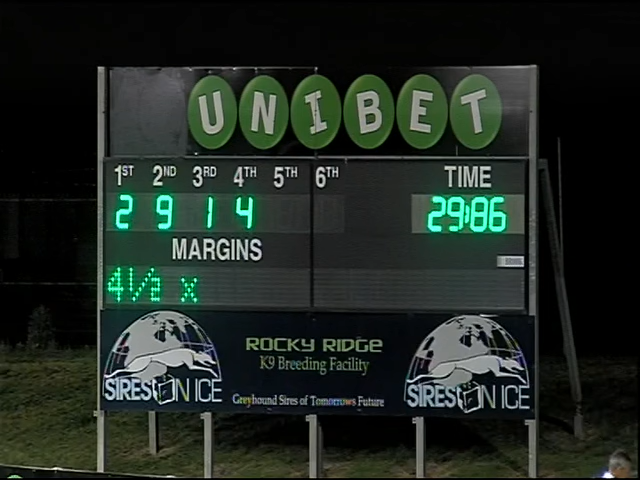 UNIBET
1ST 2ND 3RD 4TH 5TH 6TH TIME
2 9 1 4 29:86
MARGINS
4 1/2 x
ROCKY RIDGE
K9 Breeding Facility
SIRES ON ICE SIRES ON ICE
Greyhound Sires of Tomorrows Future